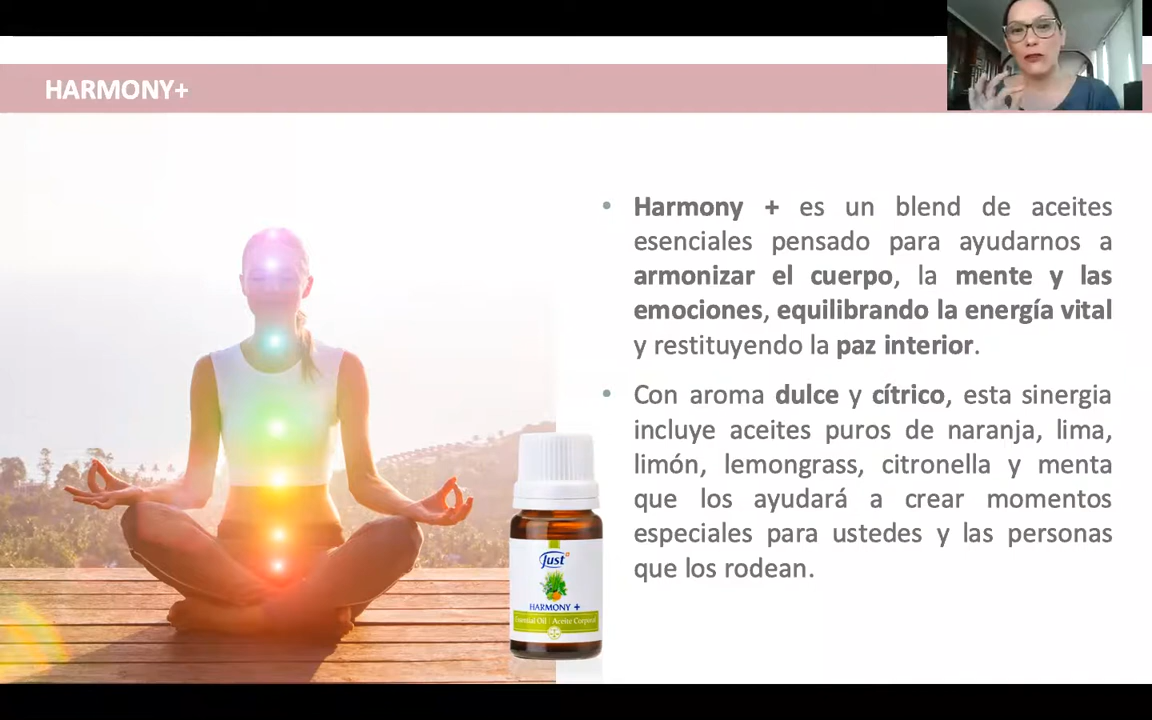 HARMONY+
• Harmony + es un blend de aceites
esenciales pensado para ayudarnos a
armonizar el cuerpo, la mente y las
emociones, equilibrando la energía vital
y restituyendo la paz interior.
• Con aroma dulce y cítrico, esta sinergia
incluye aceites puros de naranja, lima,
limón, lemongrass, citronella y menta
que los ayudará a crear momentos
especiales para ustedes y las personas
que los rodean.
Just
HARMONY +
Essential Oil | Aceite Corporal